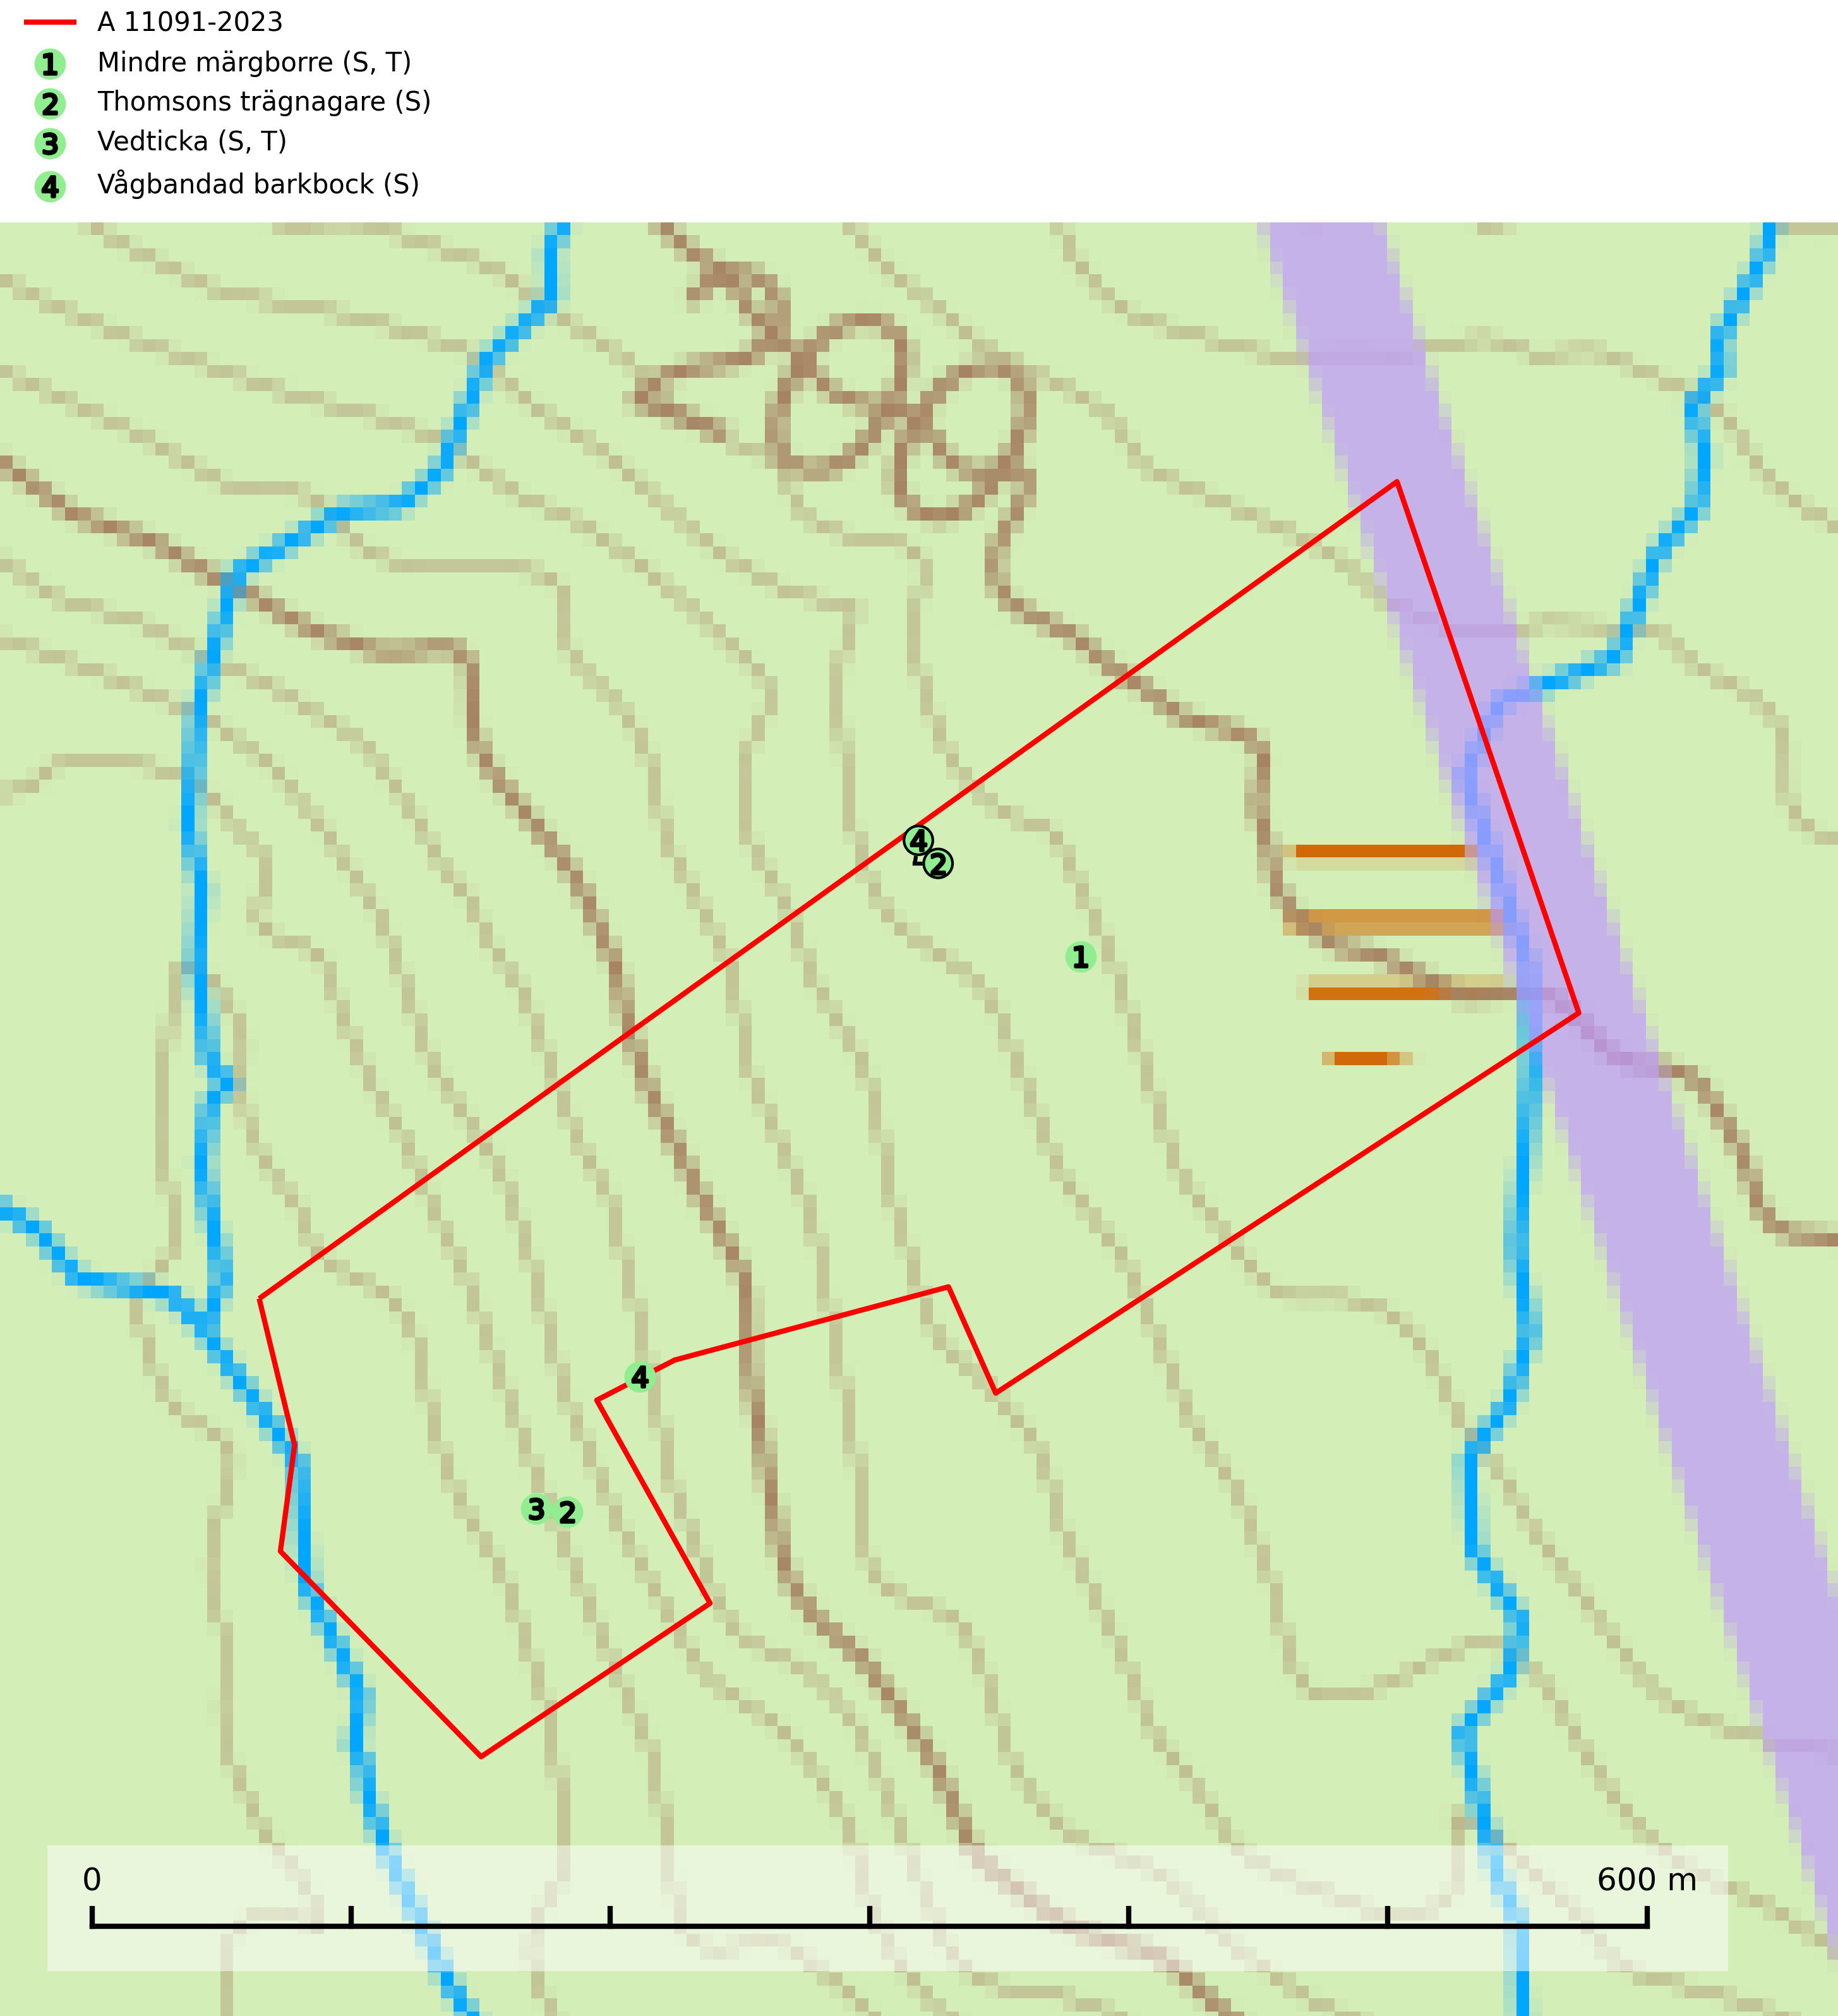 A 11091-2023
1 Mindre märgborre (S, T)
2 Thomsons trägnagare (S)
3 Vedticka (S, T)
4 Vågbandad barkbock (S)
4
2
1
4
3 2
0 600 m